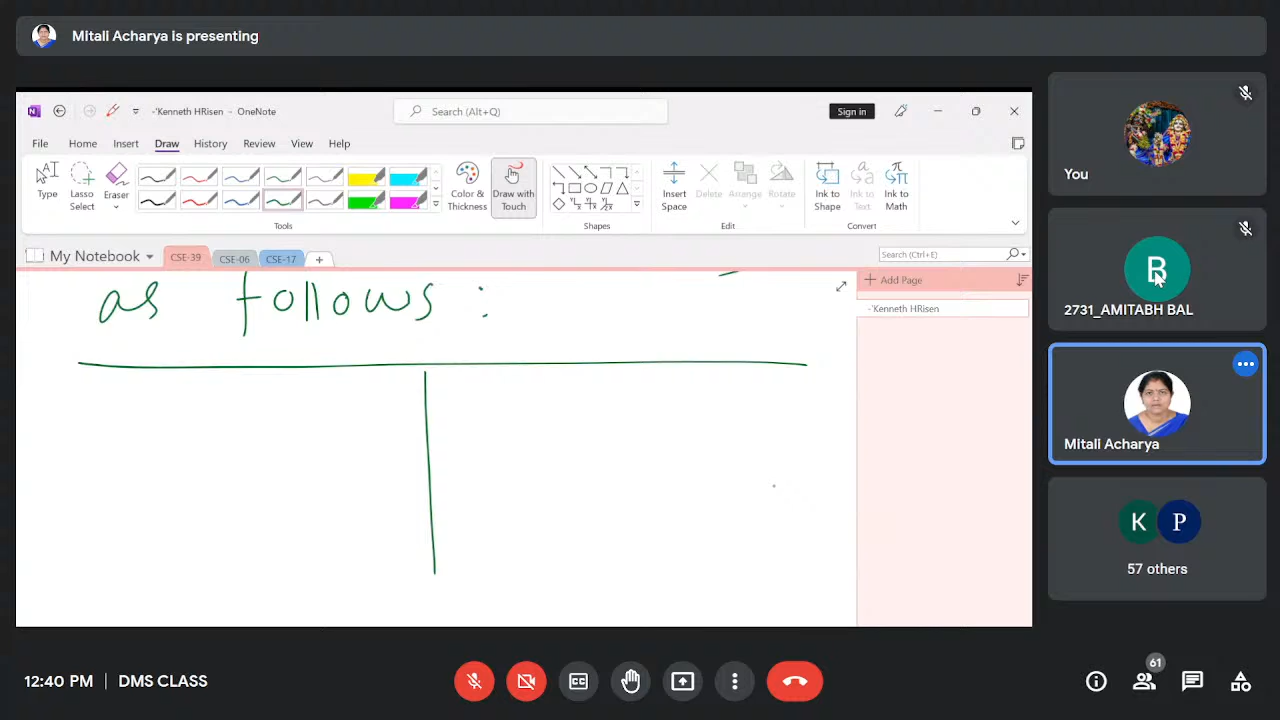 Mitali Acharya is presenting
-'Kenneth HRisen - OneNote
Search (Alt+Q)
Sign in
File Home Insert Draw History Review View Help
Type
Lasso Select
Eraser
Color & Thickness
Draw with Touch
Insert Space
Delete
Arrange
Rotate
Ink to Shape
Ink to Text
Ink to Math
Tools
Shapes
Edit
Convert
My Notebook
CSE-39
CSE-06
CSE-17
Search (Ctrl+E)
Add Page
-'Kenneth HRisen
as follows :
You
B
2731_AMITABH BAL
Mitali Acharya
K P
57 others
12:40 PM | DMS CLASS
61